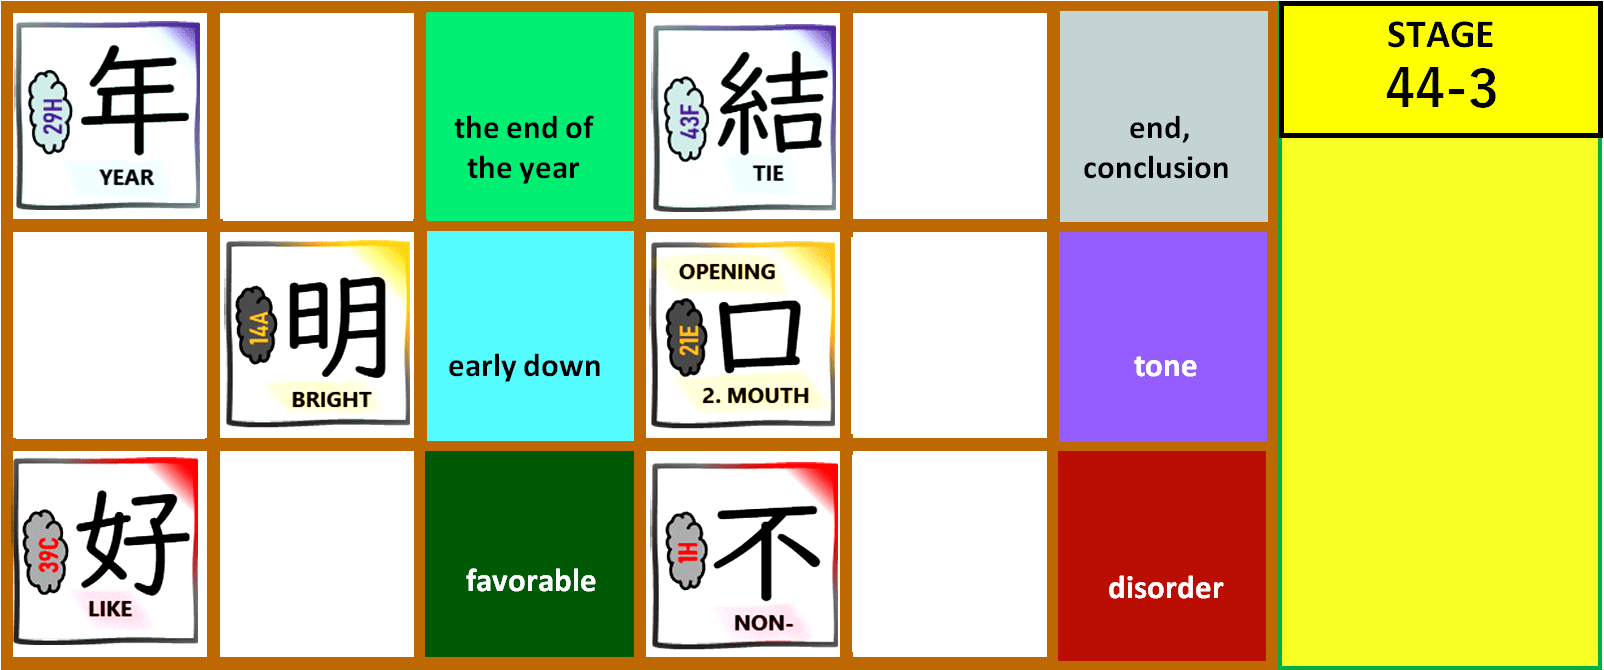 29H
年
YEAR
the end of
the year
43F
結
TIE
end,
conclusion
STAGE
44-3
14A
明
BRIGHT
early down
OPENING
21E
口
2. MOUTH
tone
39C
好
LIKE
favorable
1H
不
NON-
disorder